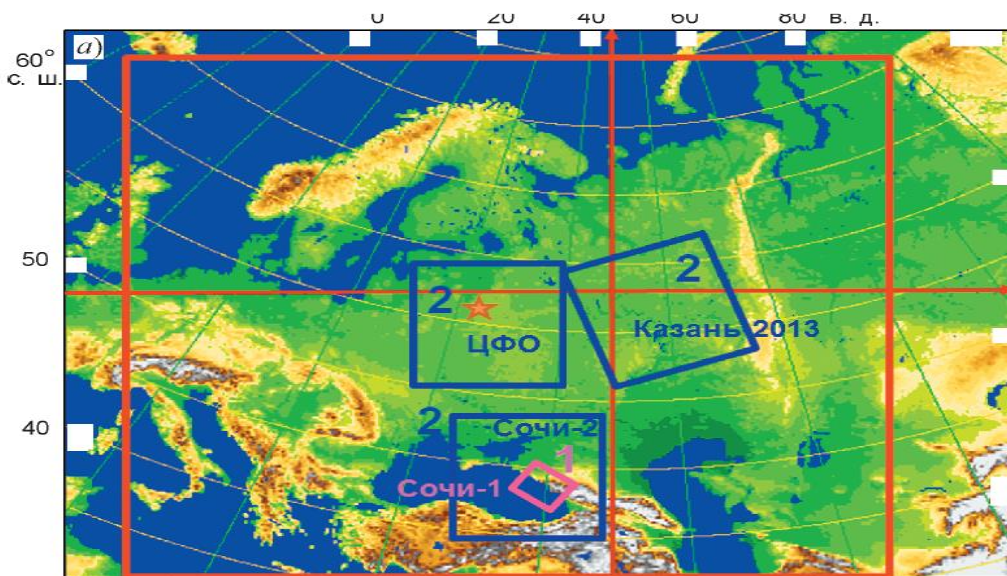 0 20 40 60 80 в. д.
а)
60°
с. ш.
50
2
2
ЦФО
Казань 2013
40
2
Сочи-2
1
Сочи-1